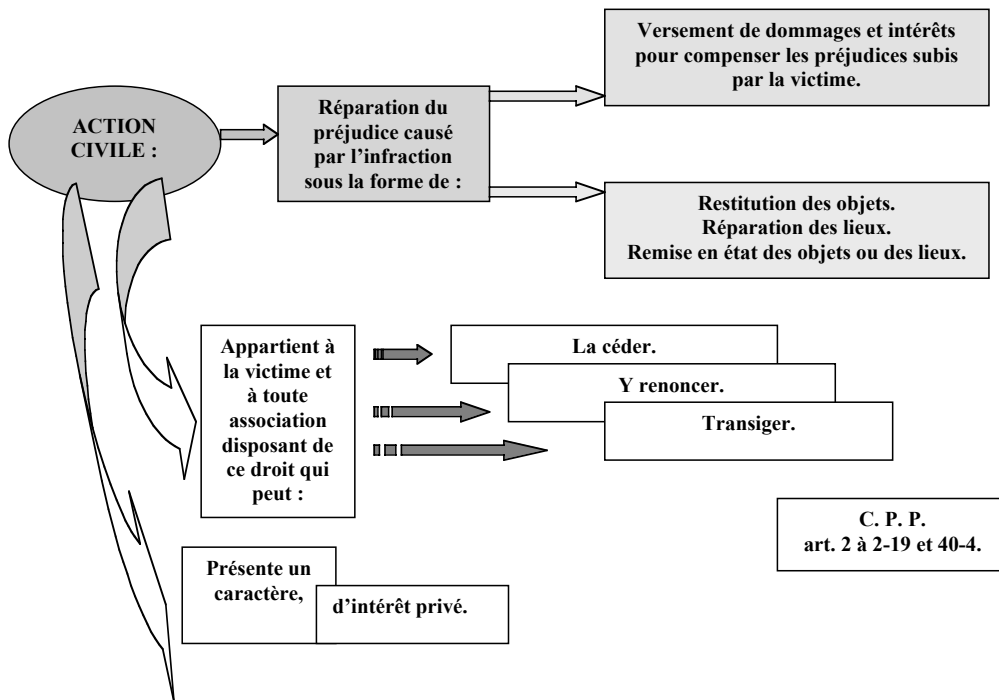 Versement de dommages et intérêts
pour compenser les préjudices subis
par la victime.
ACTION
CIVILE :
Réparation du
préjudice causé
par l’infraction
sous la forme de :
Restitution des objets.
Réparation des lieux.
Remise en état des objets ou des lieux.
Appartient à
la victime et
à toute
association
disposant de
ce droit qui
peut :
La céder.
Y renoncer.
Transiger.
C. P. P.
art. 2 à 2-19 et 40-4.
Présente un
caractère,
d’intérêt privé.